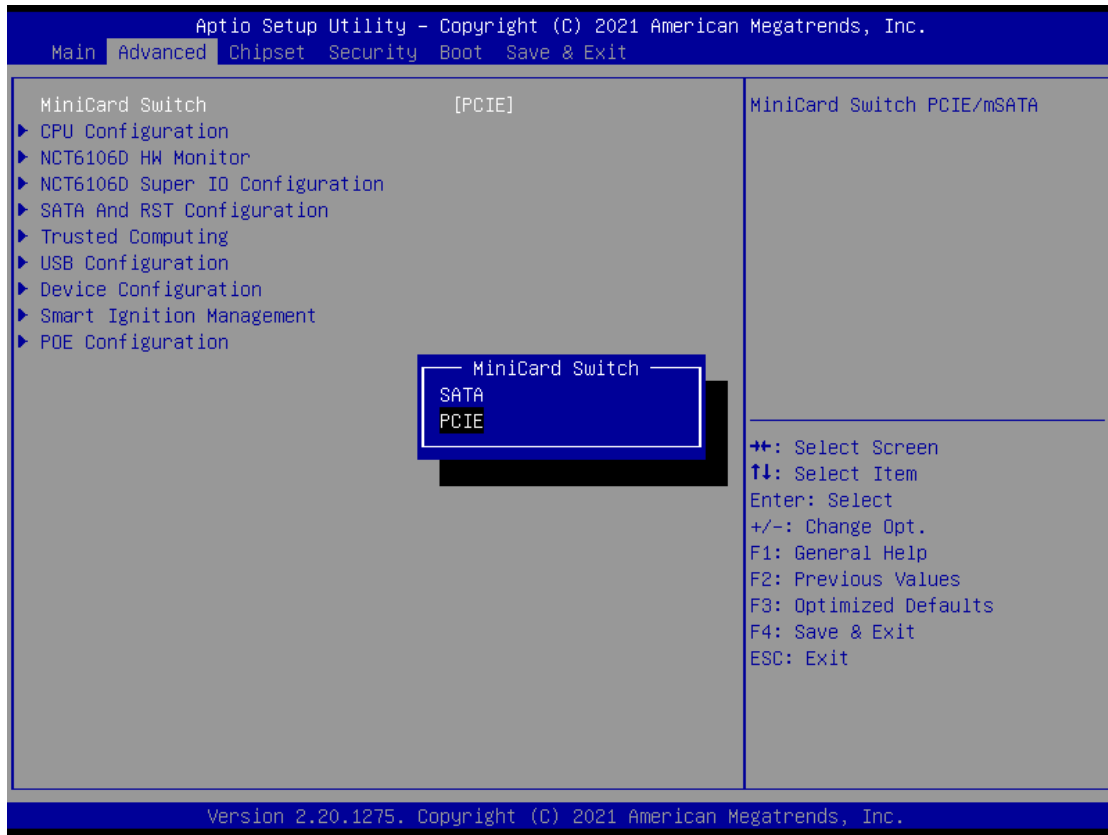 Aptio Setup Utility – Copyright (C) 2021 American Megatrends, Inc.
Main Advanced Chipset Security Boot Save & Exit
MiniCard Switch [PCIE]
CPU Configuration
NCT6106D HW Monitor
NCT6106D Super IO Configuration
SATA And RST Configuration
Trusted Computing
USB Configuration
Device Configuration
Smart Ignition Management
POE Configuration
MiniCard Switch
SATA
PCIE
MiniCard Switch PCIE/mSATA
→←: Select Screen
↑↓: Select Item
Enter: Select
+/-: Change Opt.
F1: General Help
F2: Previous Values
F3: Optimized Defaults
F4: Save & Exit
ESC: Exit
Version 2.20.1275. Copyright (C) 2021 American Megatrends, Inc.